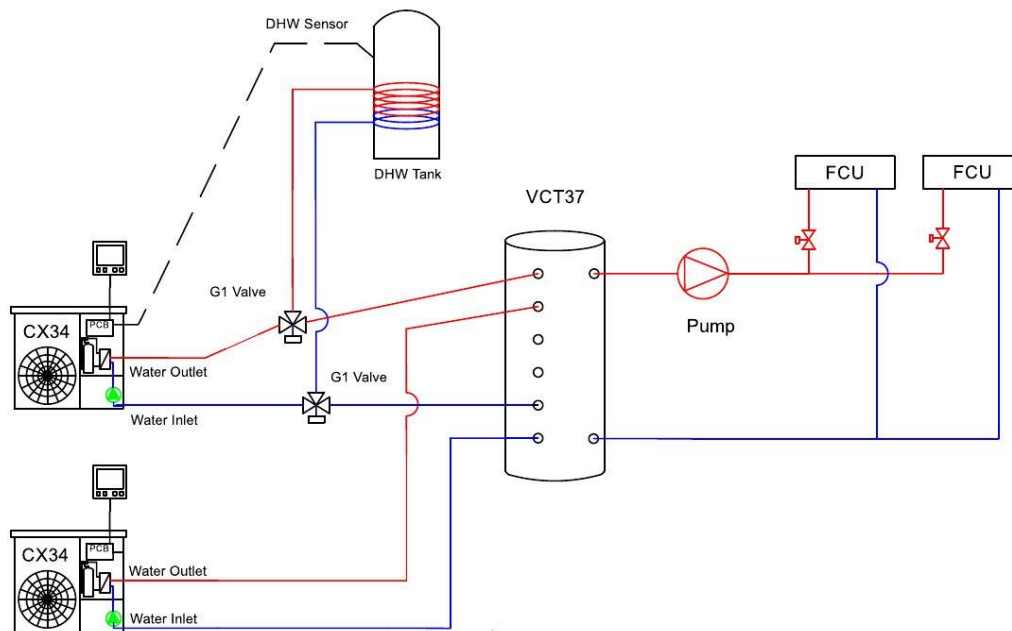 DHW Sensor
DHW Tank
FCU
FCU
VCT37
G1 Valve
Pump
PCB
CX34
Water Outlet
G1 Valve
Water Inlet
PCB
CX34
Water Outlet
Water Inlet